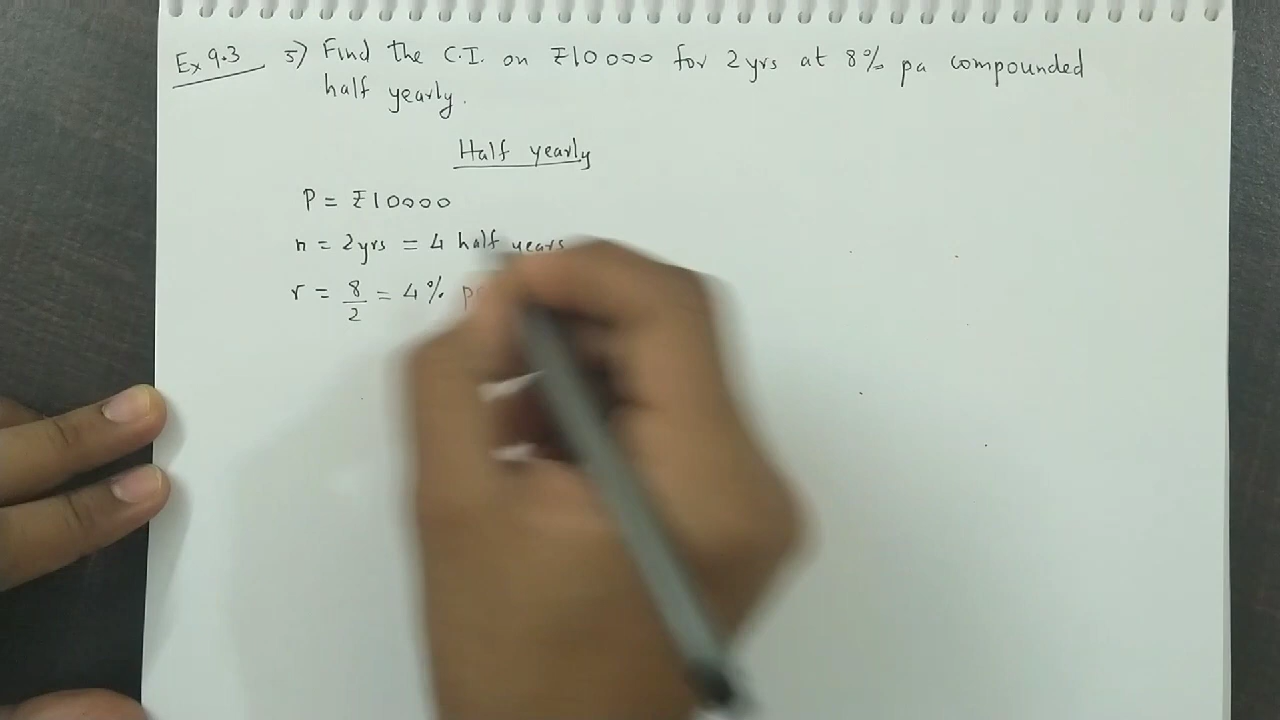 Ex 9.3 5) Find the C.I. on ₹10000 for 2yrs at 8% pa compounded
half yearly.
Half yearly
P = ₹10000
n = 2yrs = 4 half years
r = 8/2 = 4%